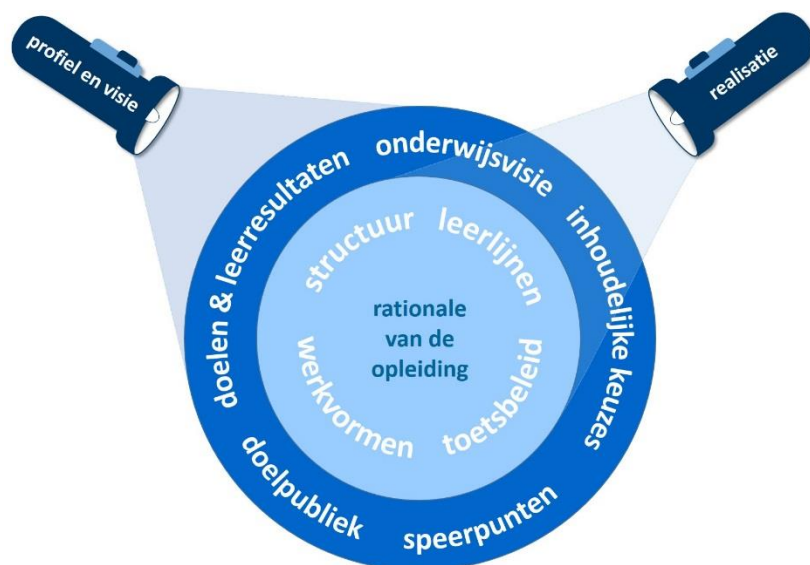 profiel en visie
realisatie
doelen & leerresultaten
onderwijsvisie
inhoudelijke keuzes
speerpunten
doelpubliek
structuur
leerlijnen
toetsbeleid
werkvormen
rationale
van de
opleiding